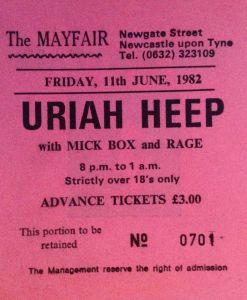 The MAYFAIR
Newgate Street
Newcastle upon Tyne
Tel. (0632) 323109
FRIDAY, 11th JUNE, 1982
URIAH HEEP
with MICK BOX and RAGE
8 p.m. to 1 a.m.
Strictly over 18's only
ADVANCE TICKETS £3.00
This portion to be
retained
No 0701
The Management reserve the right of admission